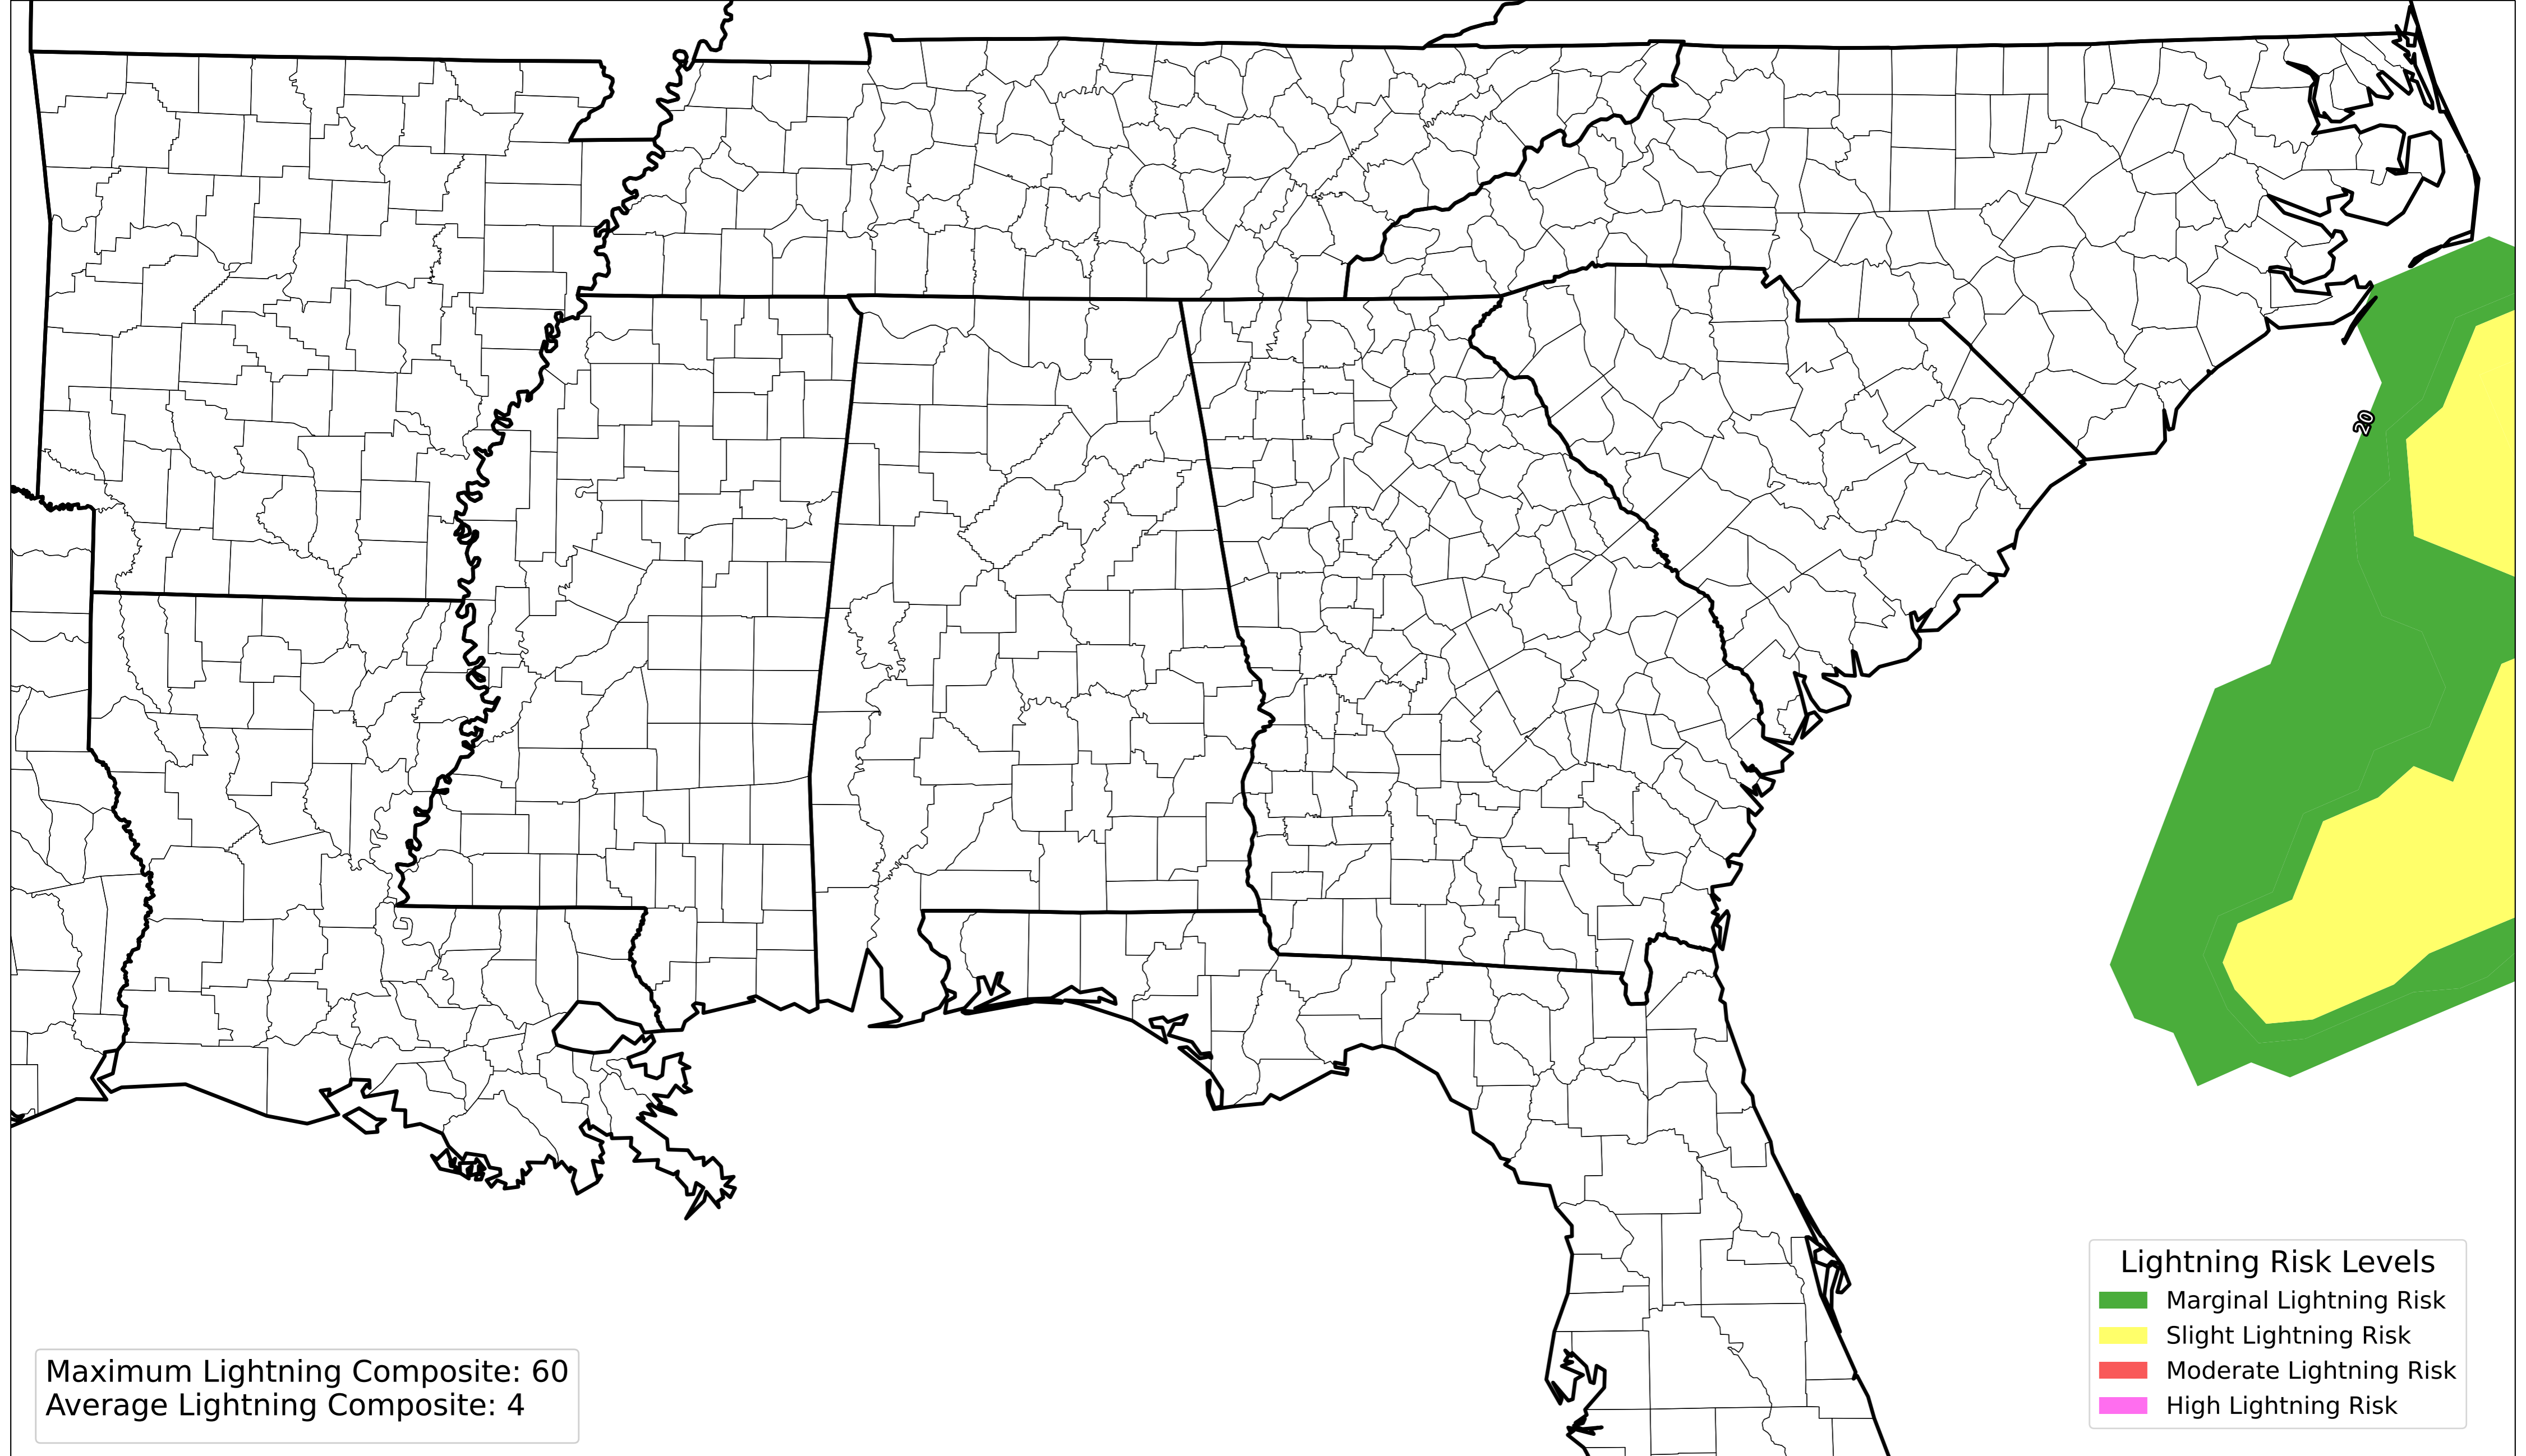 20
Lightning Risk Levels
Marginal Lightning Risk
Slight Lightning Risk
Moderate Lightning Risk
High Lightning Risk
Maximum Lightning Composite: 60
Average Lightning Composite: 4